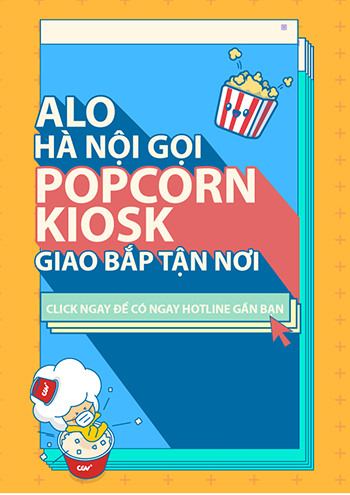 ALO
HÀ NỘI GỌI
POPCORN
KIOSK
GIAO BẮP TẬN NƠI
CLICK NGAY ĐỂ CÓ NGAY HOTLINE GẦN BẠN
CGV
CGV